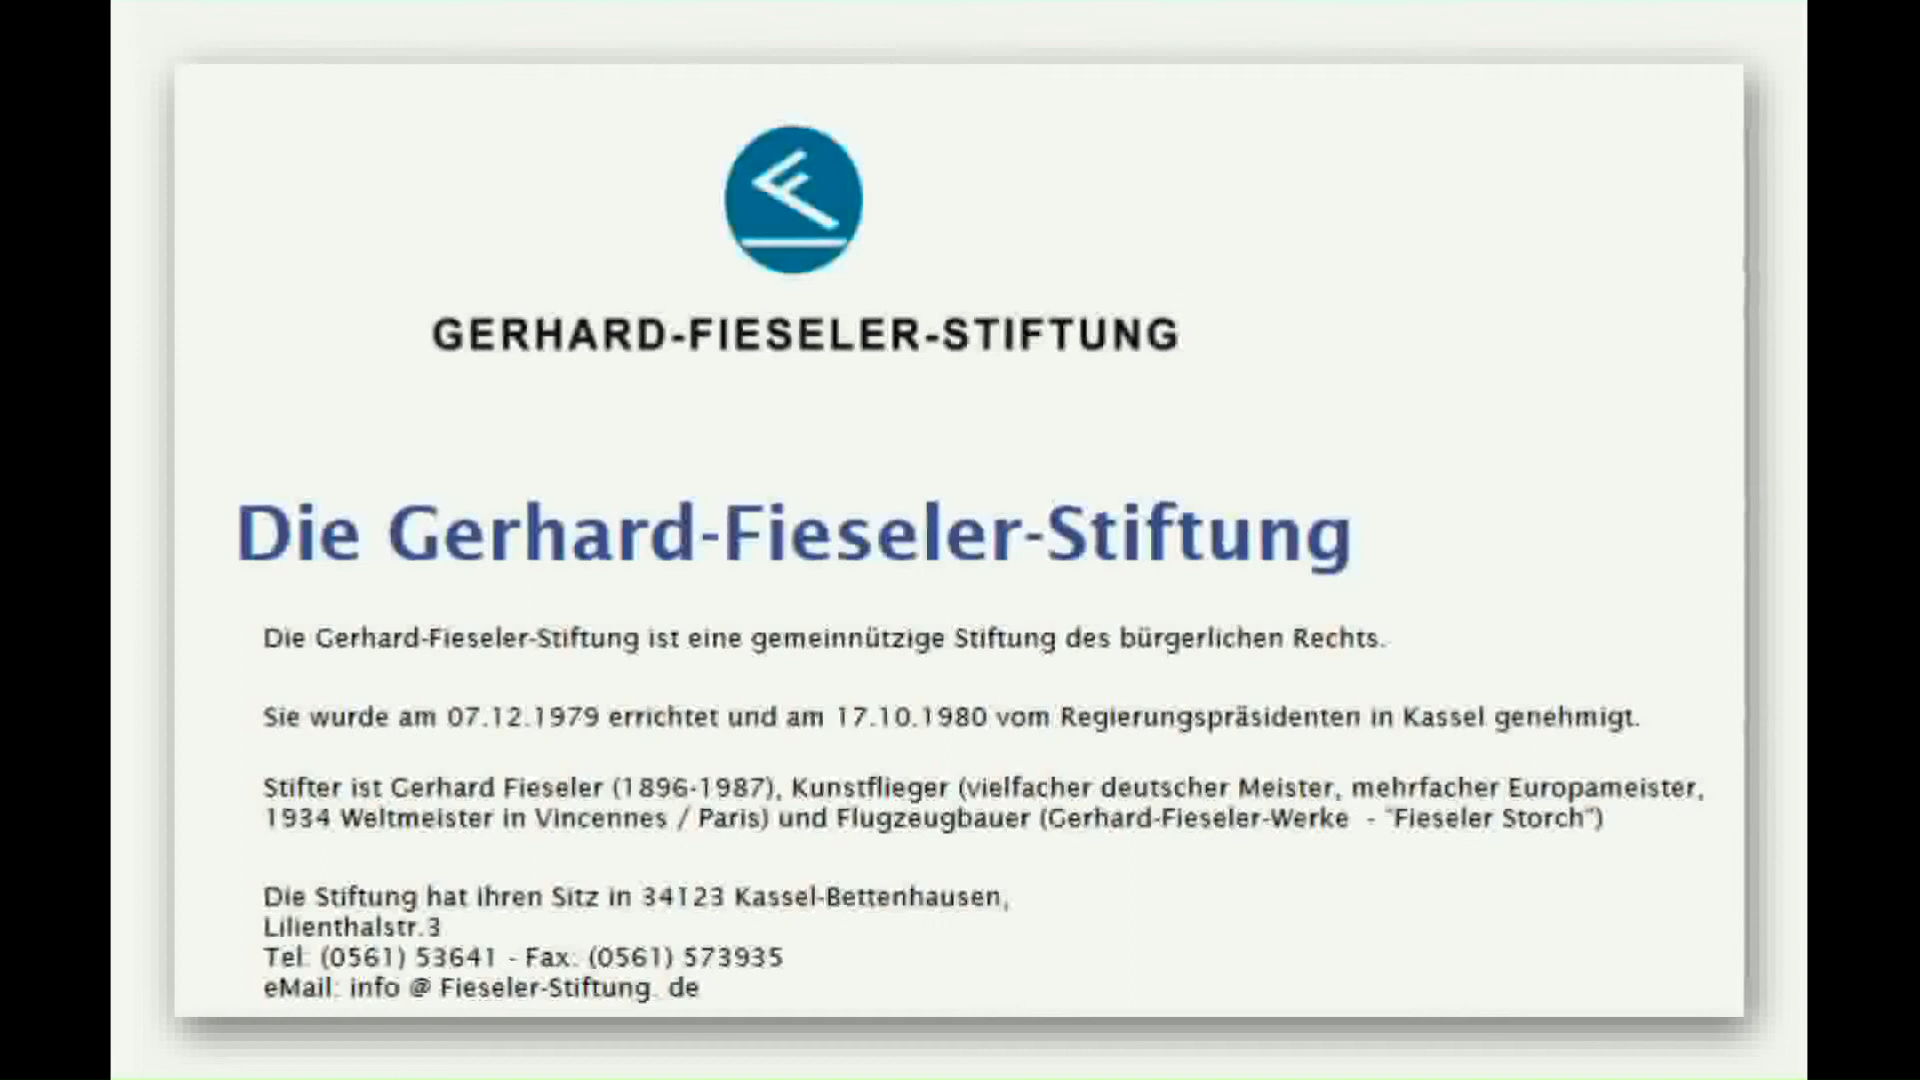 GERHARD-FIESELER-STIFTUNG
Die Gerhard-Fieseler-Stiftung
Die Gerhard-Fieseler-Stiftung ist eine gemeinnützige Stiftung des bürgerlichen Rechts.
Sie wurde am 07.12.1979 errichtet und am 17.10.1980 vom Regierungspräsidenten in Kassel genehmigt.
Stifter ist Gerhard Fieseler (1896-1987), Kunstflieger (vielfacher deutscher Meister, mehrfacher Europameister,
1934 Weltmeister in Vincennes / Paris) und Flugzeugbauer (Gerhard-Fieseler-Werke - "Fieseler Storch")
Die Stiftung hat ihren Sitz in 34123 Kassel-Bettenhausen,
Lilienthalstr.3
Tel: (0561) 53641 - Fax: (0561) 573935
eMail: info @ Fieseler-Stiftung. de